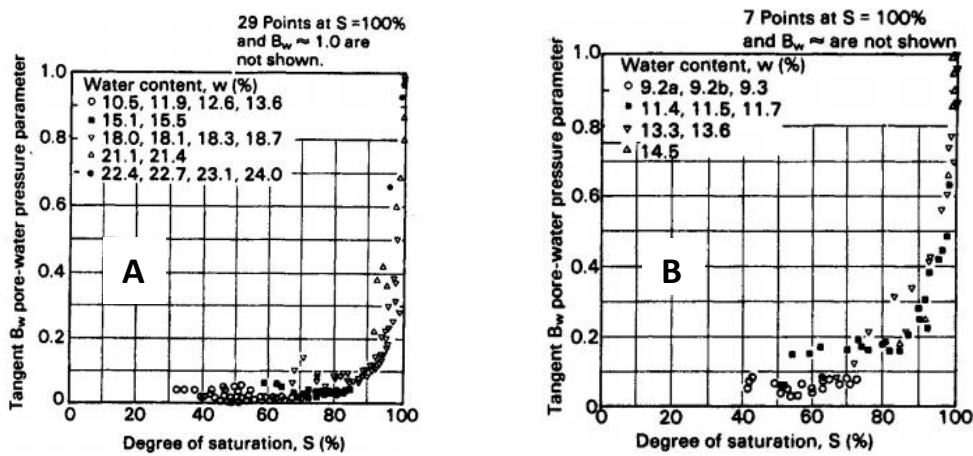 29 Points at S =100%
and Bw ≈ 1.0 are
not shown.
Tangent Bw pore-water pressure parameter
1.0
0.8
0.6
0.4
0.2
0
Water content, w (%)
○ 10.5, 11.9, 12.6, 13.6
■ 15.1, 15.5
▽ 18.0, 18.1, 18.3, 18.7
△ 21.1, 21.4
● 22.4, 22.7, 23.1, 24.0
A
0 20 40 60 80 100
Degree of saturation, S (%)
7 Points at S = 100%
and Bw ≈ are not shown
Tangent Bw pore-water pressure parameter
1.0
0.8
0.6
0.4
0.2
0
Water content, w (%)
○ 9.2a, 9.2b, 9.3
■ 11.4, 11.5, 11.7
▽ 13.3, 13.6
△ 14.5
B
0 20 40 60 80 100
Degree of saturation, S (%)